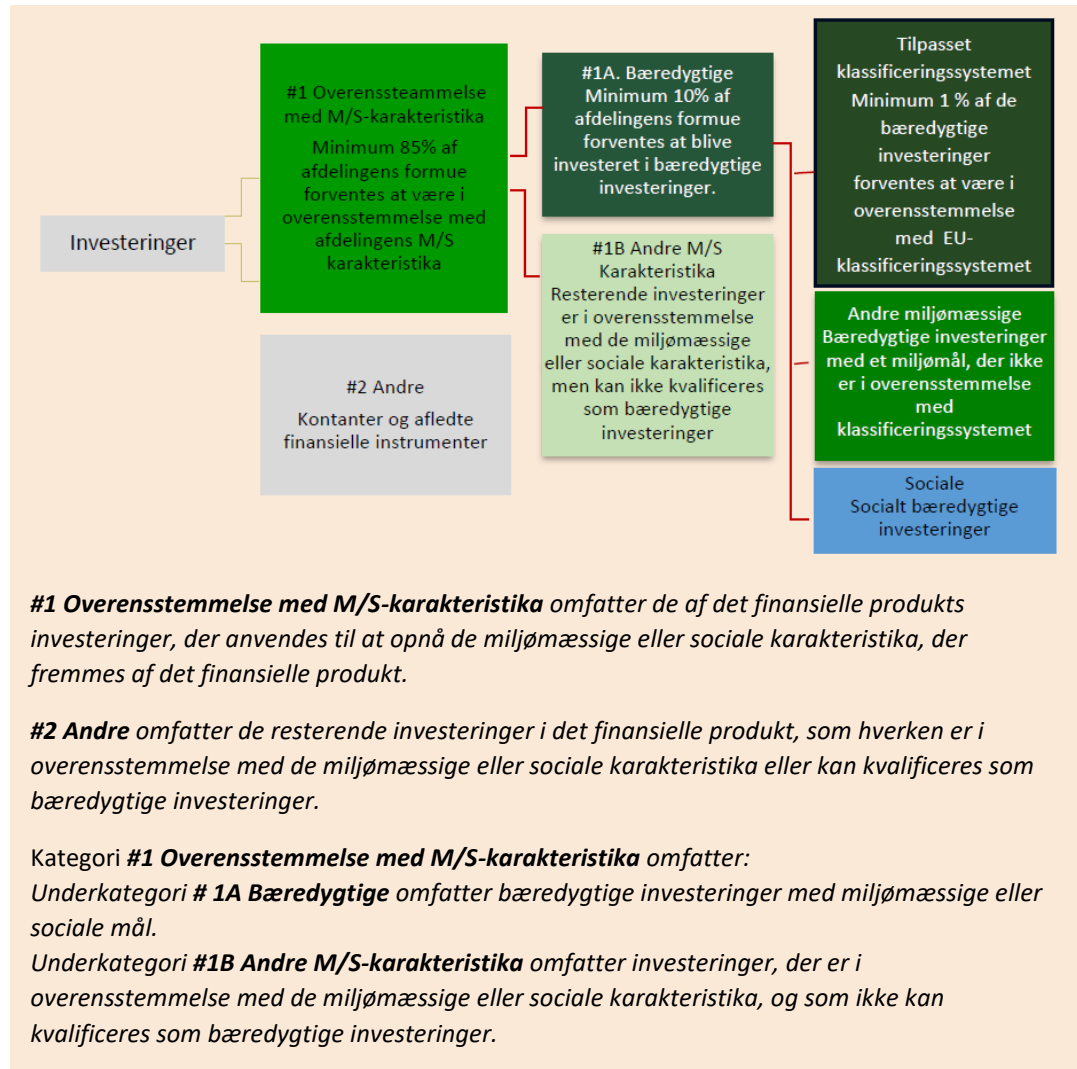 Investeringer
#1 Overenssteammelse
med M/S-karakteristika
Minimum 85% af
afdelingens formue
forventes at være i
overensstemmelse med
afdelingens M/S
karakteristika
#2 Andre
Kontanter og afledte
finansielle instrumenter
#1A. Bæredygtige
Minimum 10% af
afdelingens formue
forventes at blive
investeret i bæredygtige
investeringer.
#1B Andre M/S
Karakteristika
Resterende investeringer
er i overensstemmelse
med de miljømæssige
eller sociale karakteristika,
men kan ikke kvalificeres
som bæredygtige
investeringer
Tilpasset
klassificeringssystemet
Minimum 1 % af de
bæredygtige
investeringer
forventes at være i
overensstemmelse
med EU-
klassificeringssystemet
Andre miljømæssige
Bæredygtige investeringer
med et miljømål, der ikke
er i overensstemmelse
med
klassificeringssystemet
Sociale
Socialt bæredygtige
investeringer
#1 Overensstemmelse med M/S-karakteristika omfatter de af det finansielle produkts
investeringer, der anvendes til at opnå de miljømæssige eller sociale karakteristika, der
fremmes af det finansielle produkt.
#2 Andre omfatter de resterende investeringer i det finansielle produkt, som hverken er i
overensstemmelse med de miljømæssige eller sociale karakteristika eller kan kvalificeres som
bæredygtige investeringer.
Kategori #1 Overensstemmelse med M/S-karakteristika omfatter:
Underkategori # 1A Bæredygtige omfatter bæredygtige investeringer med miljømæssige eller
sociale mål.
Underkategori #1B Andre M/S-karakteristika omfatter investeringer, der er i
overensstemmelse med de miljømæssige eller sociale karakteristika, og som ikke kan
kvalificeres som bæredygtige investeringer.